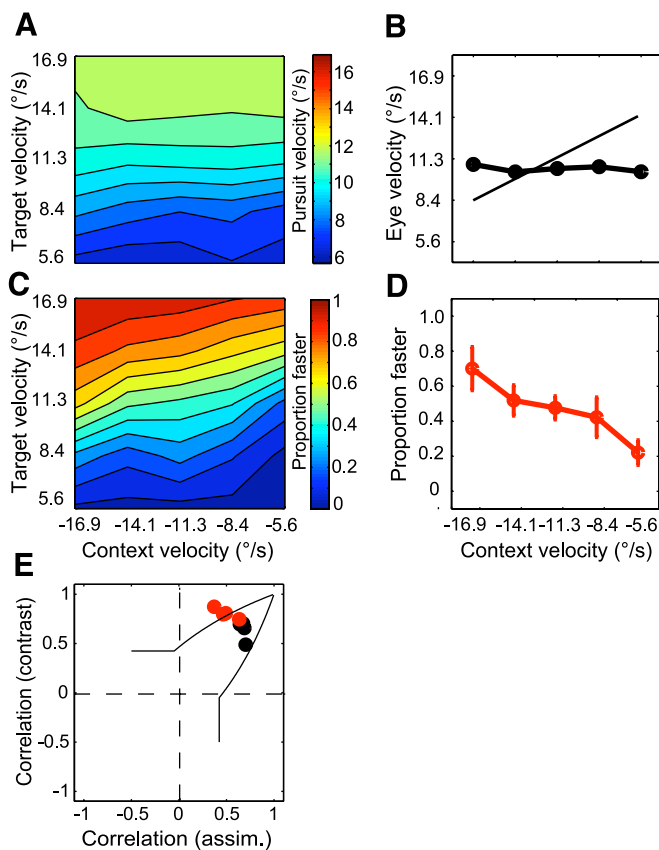 A
Target velocity (°/s)
16.9
14.1
11.3
8.4
5.6
Pursuit velocity (°/s)
16
14
12
10
8
6
B
Eye velocity (°/s)
16.9
14.1
11.3
8.4
5.6
C
Target velocity (°/s)
16.9
14.1
11.3
8.4
5.6
-16.9 -14.1 -11.3 -8.4 -5.6
Context velocity (°/s)
Proportion faster
1
0.8
0.6
0.4
0.2
0
D
Proportion faster
1.0
0.8
0.6
0.4
0.2
0
-16.9 -14.1 -11.3 -8.4 -5.6
Context velocity (°/s)
E
Correlation (contrast)
1
0.5
0
-0.5
-1
-1 -0.5 0 0.5 1
Correlation (assim.)